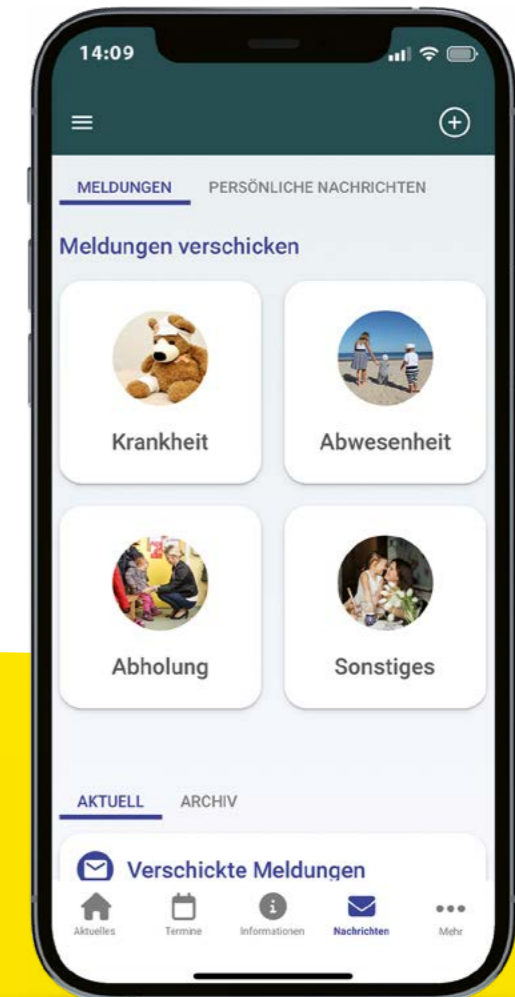 14:09
MELDUNGEN PERSÖNLICHE NACHRICHTEN
Meldungen verschicken
Krankheit Abwesenheit
Abholung Sonstiges
AKTUELL ARCHIV
Verschickte Meldungen
Aktuelles Termine Informationen Nachrichten Mehr